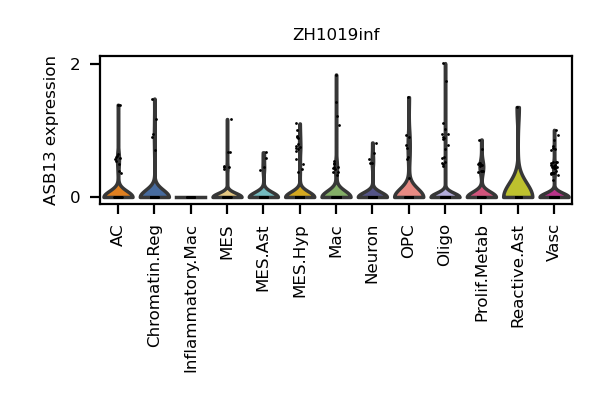 ZH1019inf
ASB13 expression
2
0
AC
Chromatin.Reg
Inflammatory.Mac
MES
MES.Ast
MES.Hyp
Mac
Neuron
OPC
Oligo
Prolif.Metab
Reactive.Ast
Vasc